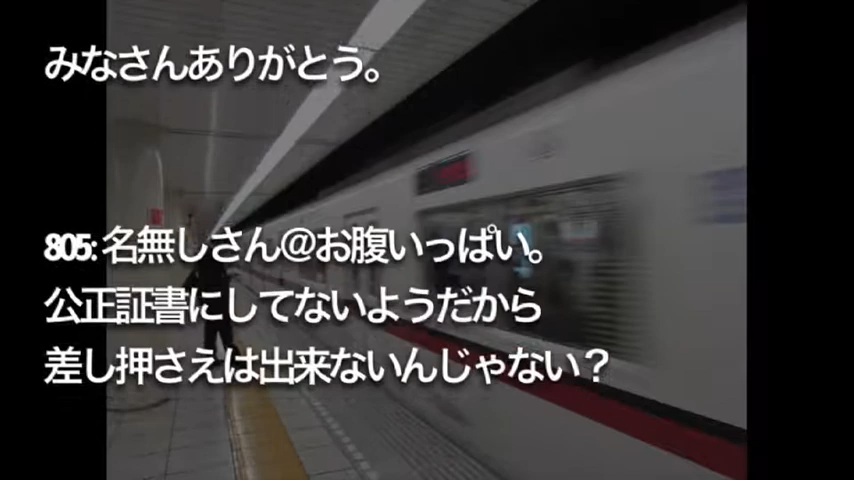 みなさんありがとう。
805: 名無しさん＠お腹いっぱい。
公正証書にしてないようだから
差し押さえは出来ないんじゃない？